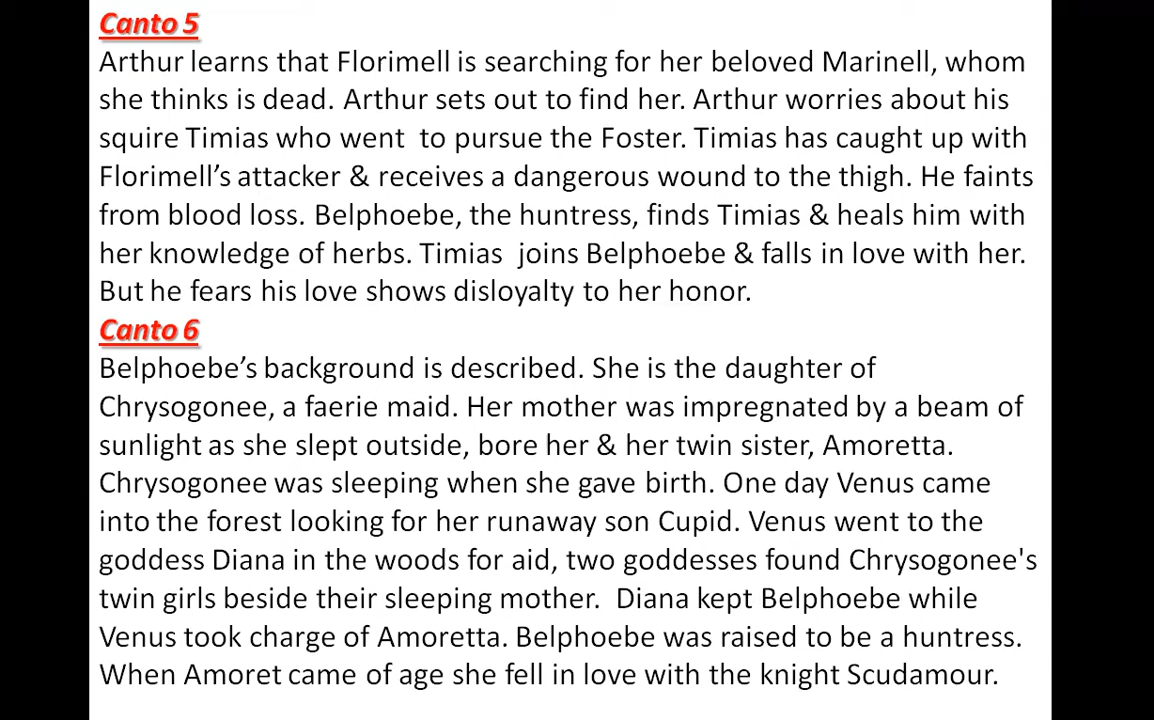 Canto 5
Arthur learns that Florimell is searching for her beloved Marinell, whom
she thinks is dead. Arthur sets out to find her. Arthur worries about his
squire Timias who went  to pursue the Foster. Timias has caught up with
Florimell’s attacker & receives a dangerous wound to the thigh. He faints
from blood loss. Belphoebe, the huntress, finds Timias & heals him with
her knowledge of herbs. Timias  joins Belphoebe & falls in love with her.
But he fears his love shows disloyalty to her honor.
Canto 6
Belphoebe’s background is described. She is the daughter of
Chrysogonee, a faerie maid. Her mother was impregnated by a beam of
sunlight as she slept outside, bore her & her twin sister, Amoretta.
Chrysogonee was sleeping when she gave birth. One day Venus came
into the forest looking for her runaway son Cupid. Venus went to the
goddess Diana in the woods for aid, two goddesses found Chrysogonee's
twin girls beside their sleeping mother.  Diana kept Belphoebe while
Venus took charge of Amoretta. Belphoebe was raised to be a huntress.
When Amoret came of age she fell in love with the knight Scudamour.